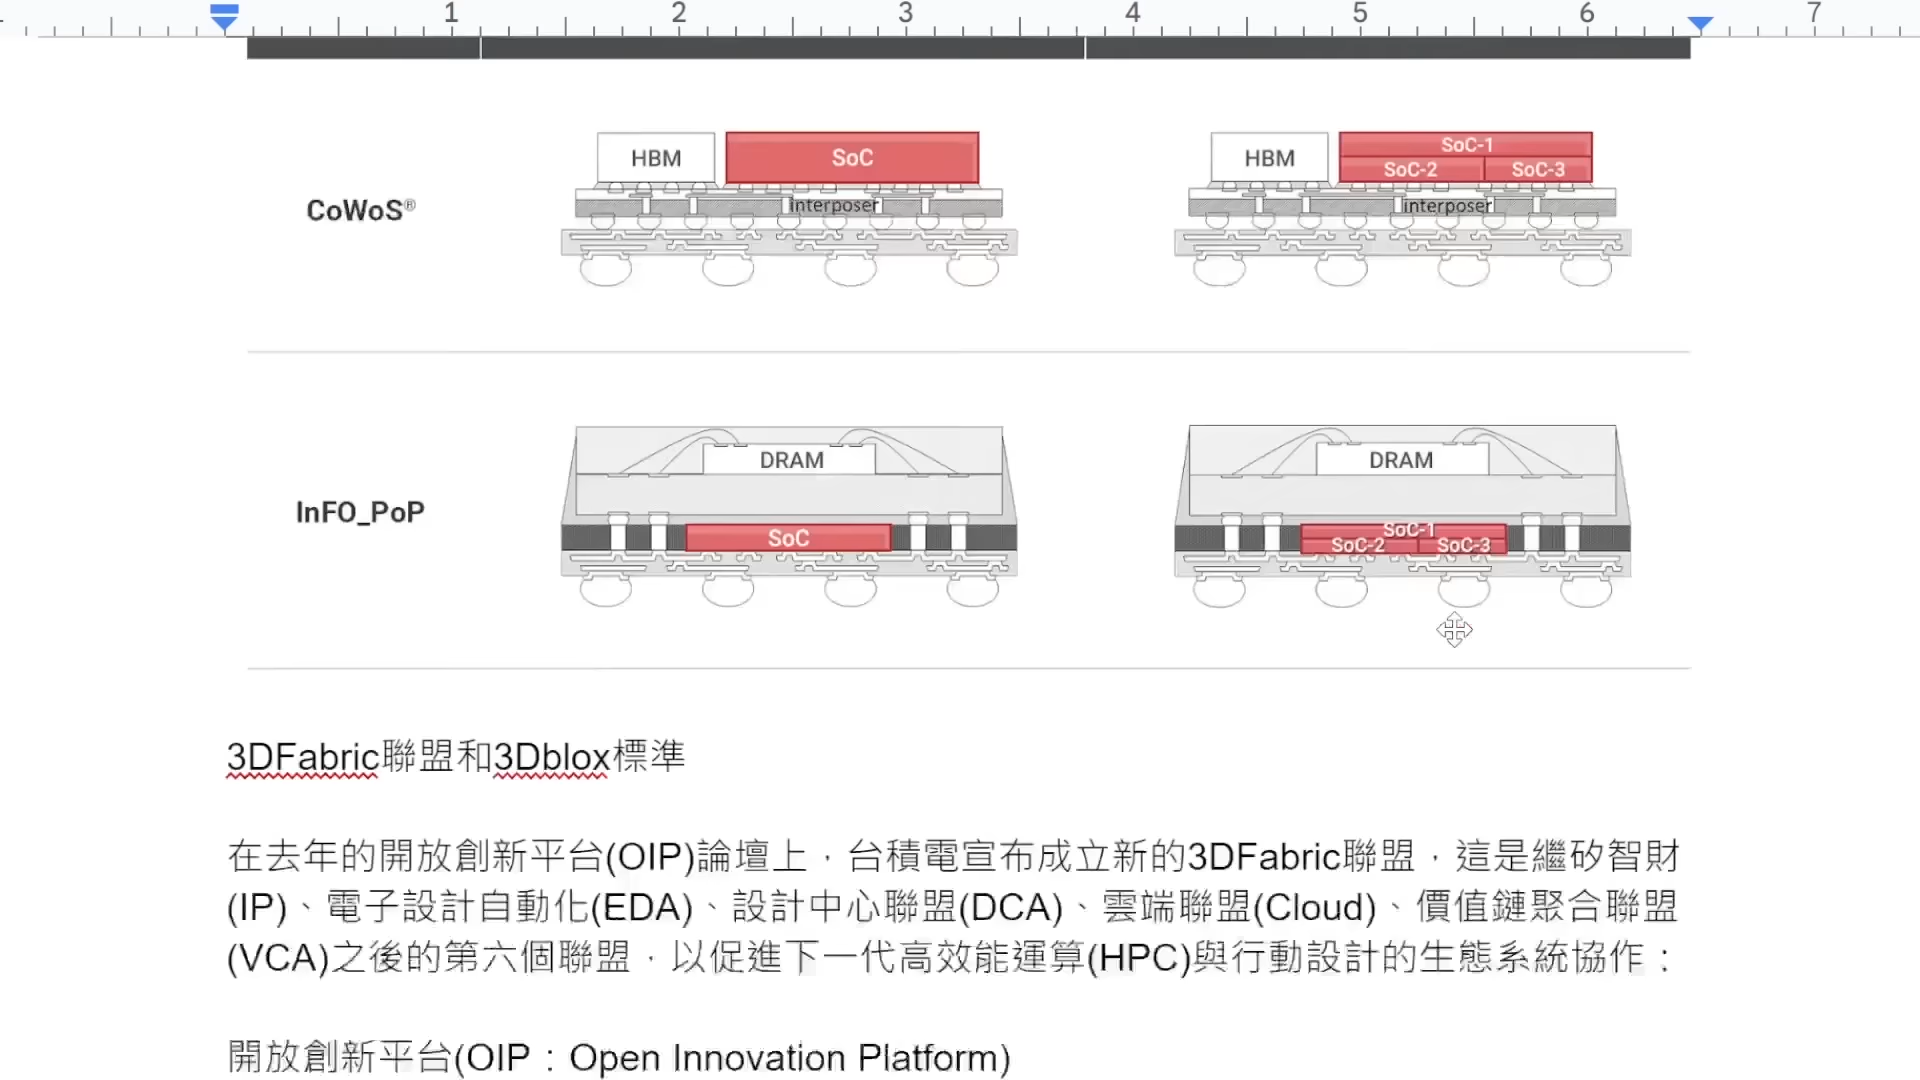 1 2 3 4 5 6 7
CoWoS®
HBM SoC
interposer
HBM SoC-1
SoC-2 SoC-3
interposer
InFO_PoP
DRAM
SoC
DRAM
SoC-1
SoC-2 SoC-3
3DFabric聯盟和3Dblox標準
在去年的開放創新平台(OIP)論壇上，台積電宣布成立新的3DFabric聯盟，這是繼矽智財
(IP)、電子設計自動化(EDA)、設計中心聯盟(DCA)、雲端聯盟(Cloud)、價值鏈聚合聯盟
(VCA)之後的第六個聯盟，以促進下一代高效能運算(HPC)與行動設計的生態系統協作：
開放創新平台(OIP：Open Innovation Platform)